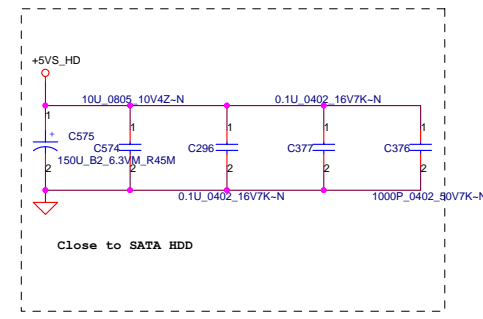 +5VS_HD
10U_0805_10V4Z~N
0.1U_0402_16V7K~N
1 1 1 1 1
+ C575
C574 C296 C377 C376
150U_B2_6.3VM_R45M
2 2 2 2 2
0.1U_0402_16V7K~N
1000P_0402_50V7K~N
Close to SATA HDD